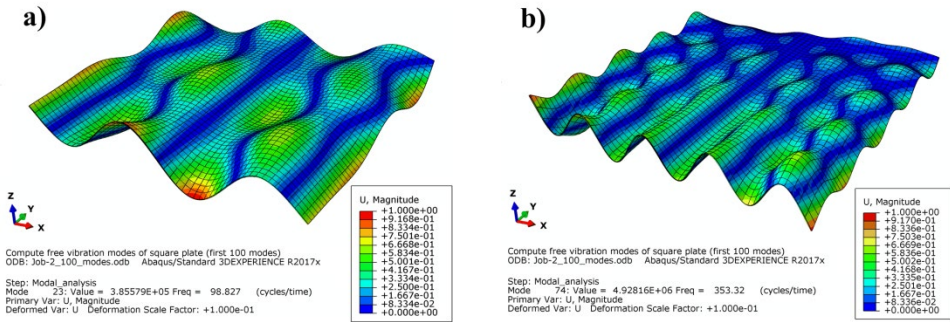 a)
U, Magnitude
+1.000e+00
+9.168e-01
+8.334e-01
+7.501e-01
+6.668e-01
+5.834e-01
+5.001e-01
+4.167e-01
+3.334e-01
+2.500e-01
+1.667e-01
+8.334e-02
+0.000e+00
Z
Y
X
Compute free vibration modes of square plate (first 100 modes)
ODB: Job-2_100_modes.odb Abaqus/Standard 3DEXPERIENCE R2017x
Step: Modal_analysis
Mode 23: Value = 3.85579E+05 Freq = 98.827 (cycles/time)
Primary Var: U, Magnitude
Deformed Var: U Deformation Scale Factor: +1.000e-01
b)
U, Magnitude
+1.000e+00
+9.170e-01
+8.336e-01
+7.503e-01
+6.669e-01
+5.836e-01
+5.002e-01
+4.168e-01
+3.335e-01
+2.501e-01
+1.667e-01
+8.336e-02
+0.000e+00
Z
Y
X
Compute free vibration modes of square plate (first 100 modes)
ODB: Job-2_100_modes.odb Abaqus/Standard 3DEXPERIENCE R2017x
Step: Modal_analysis
Mode 74: Value = 4.92816E+06 Freq = 353.32 (cycles/time)
Primary Var: U, Magnitude
Deformed Var: U Deformation Scale Factor: +1.000e-01